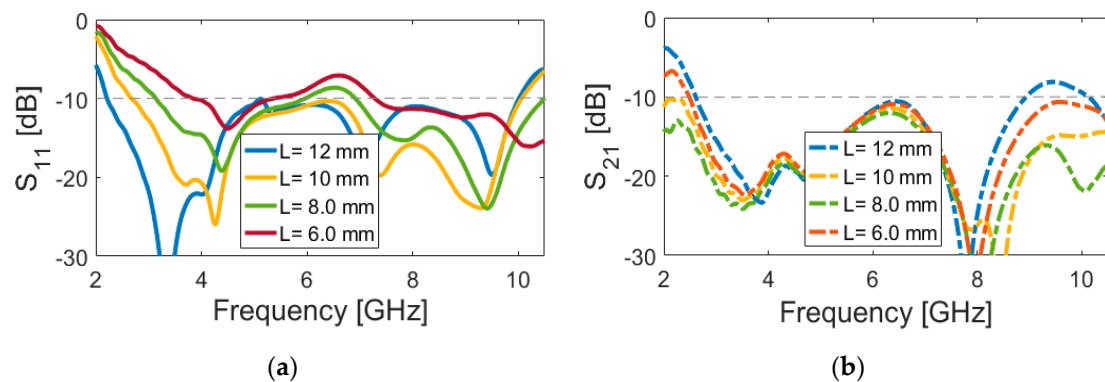 0
-10
-20
-30
S11 [dB]
2
4
6
8
10
Frequency [GHz]
L= 12 mm
L= 10 mm
L= 8.0 mm
L= 6.0 mm
(a)
0
-10
-20
-30
S21 [dB]
2
4
6
8
10
Frequency [GHz]
L= 12 mm
L= 10 mm
L= 8.0 mm
L= 6.0 mm
(b)